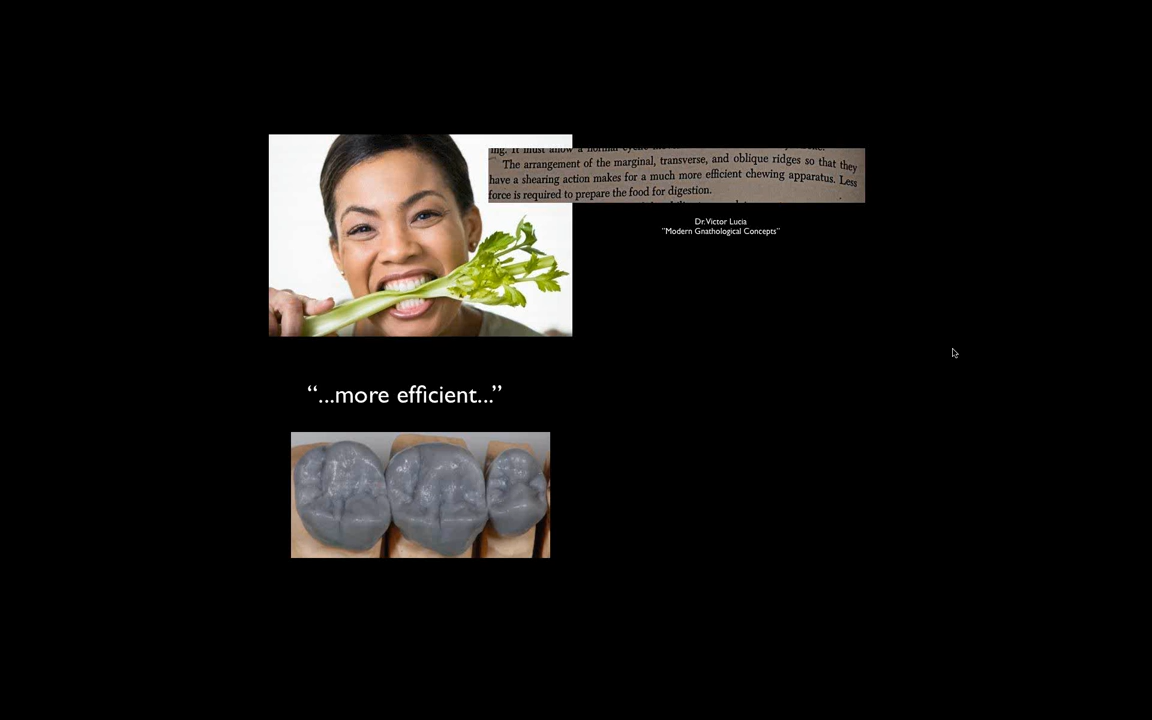 The arrangement of the marginal, transverse, and oblique ridges so that they
have a shearing action makes for a much more efficient chewing apparatus. Less
force is required to prepare the food for digestion.
Dr. Victor Lucia
"Modern Gnathological Concepts"
“...more efficient...”